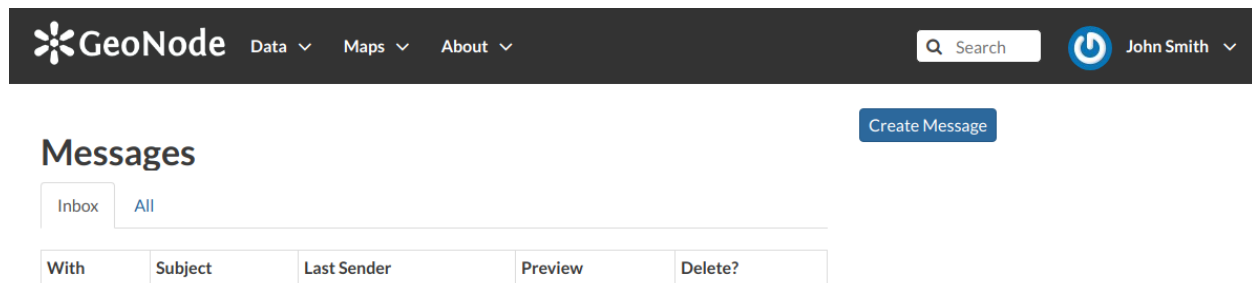 GeoNode Data Maps About Search John Smith
Create Message
Messages
Inbox All
With Subject Last Sender Preview Delete?